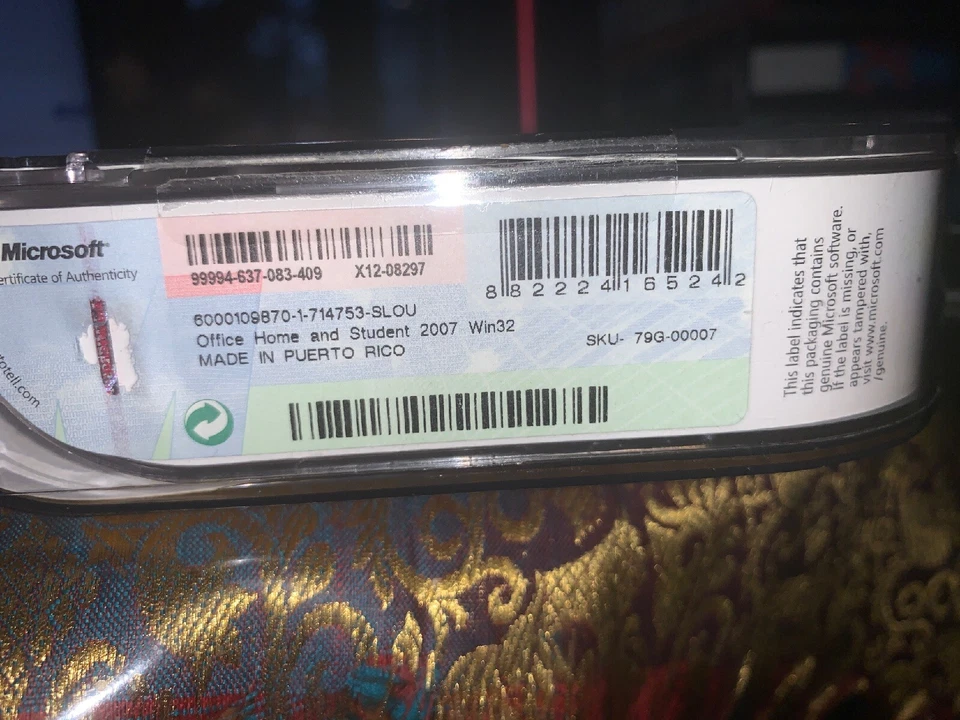 Microsoft®
ertificate of Authenticity
otell.com
99994-637-083-409 X12-08297
6000109870-1-714753-SLOU
Office Home and Student 2007 Win32
MADE IN PUERTO RICO
8 82224 16524 2
SKU- 79G-00007
This label indicates that
this packaging contains
genuine Microsoft software.
If the label is missing, or
appears tampered with,
visit www.microsoft.com
/genuine.